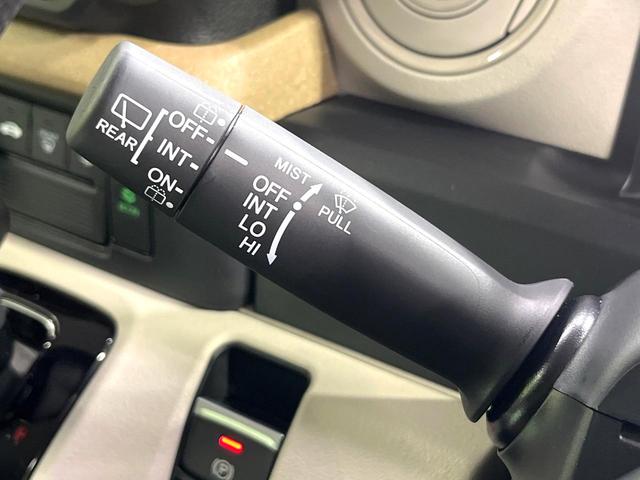 REAR
OFF
INT
ON
MIST
OFF
INT
LO
HI
PULL